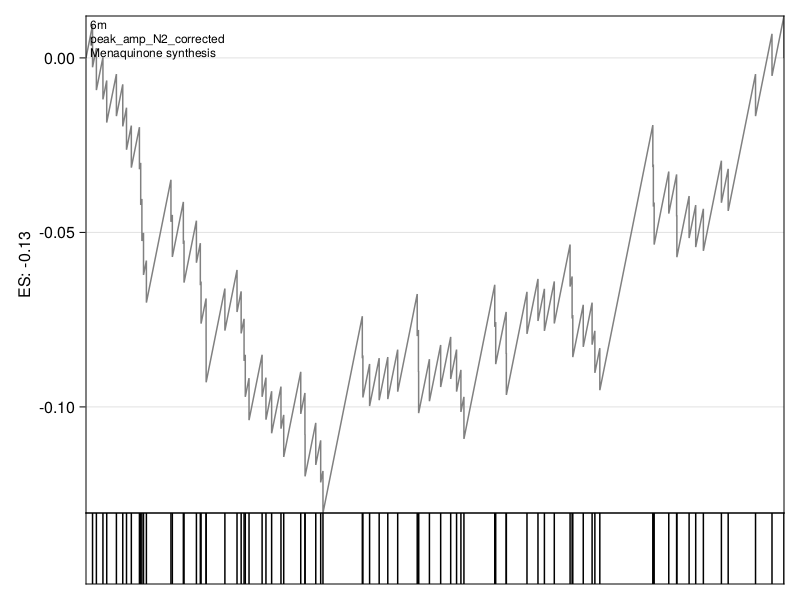 6m
peak_amp_N2_corrected
Menaquinone synthesis
0.00
-0.05
-0.10
ES: -0.13